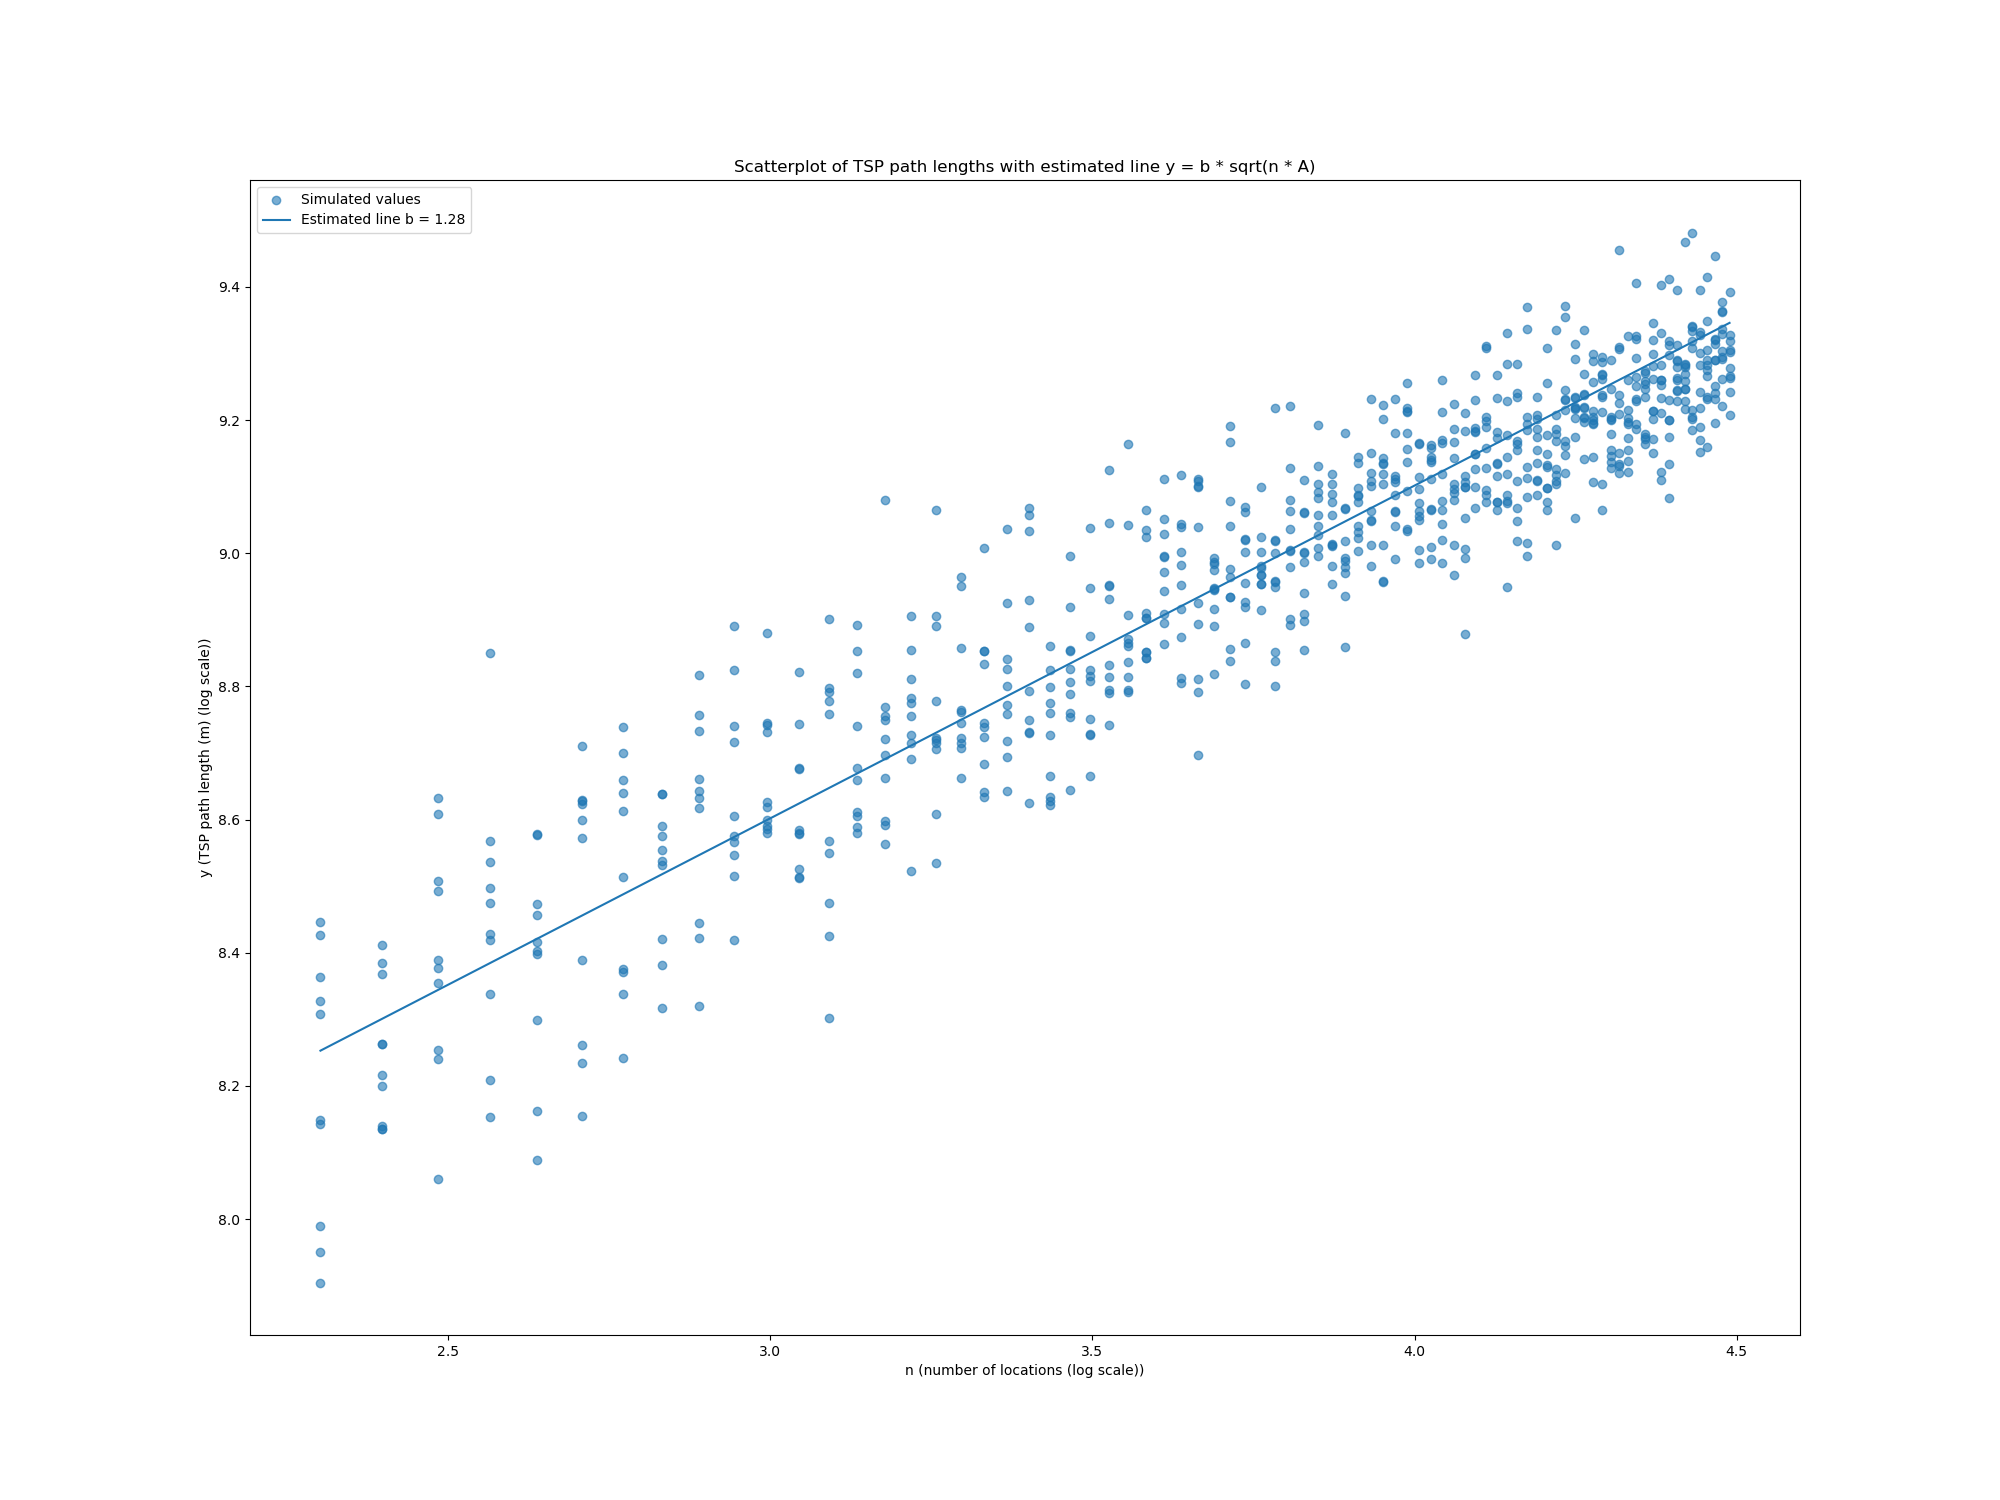 Scatterplot of TSP path lengths with estimated line y = b * sqrt(n * A)
Simulated values
Estimated line b = 1.28
y (TSP path length (m) (log scale))
9.4
9.2
9.0
8.8
8.6
8.4
8.2
8.0
2.5
3.0
3.5
4.0
4.5
n (number of locations (log scale))